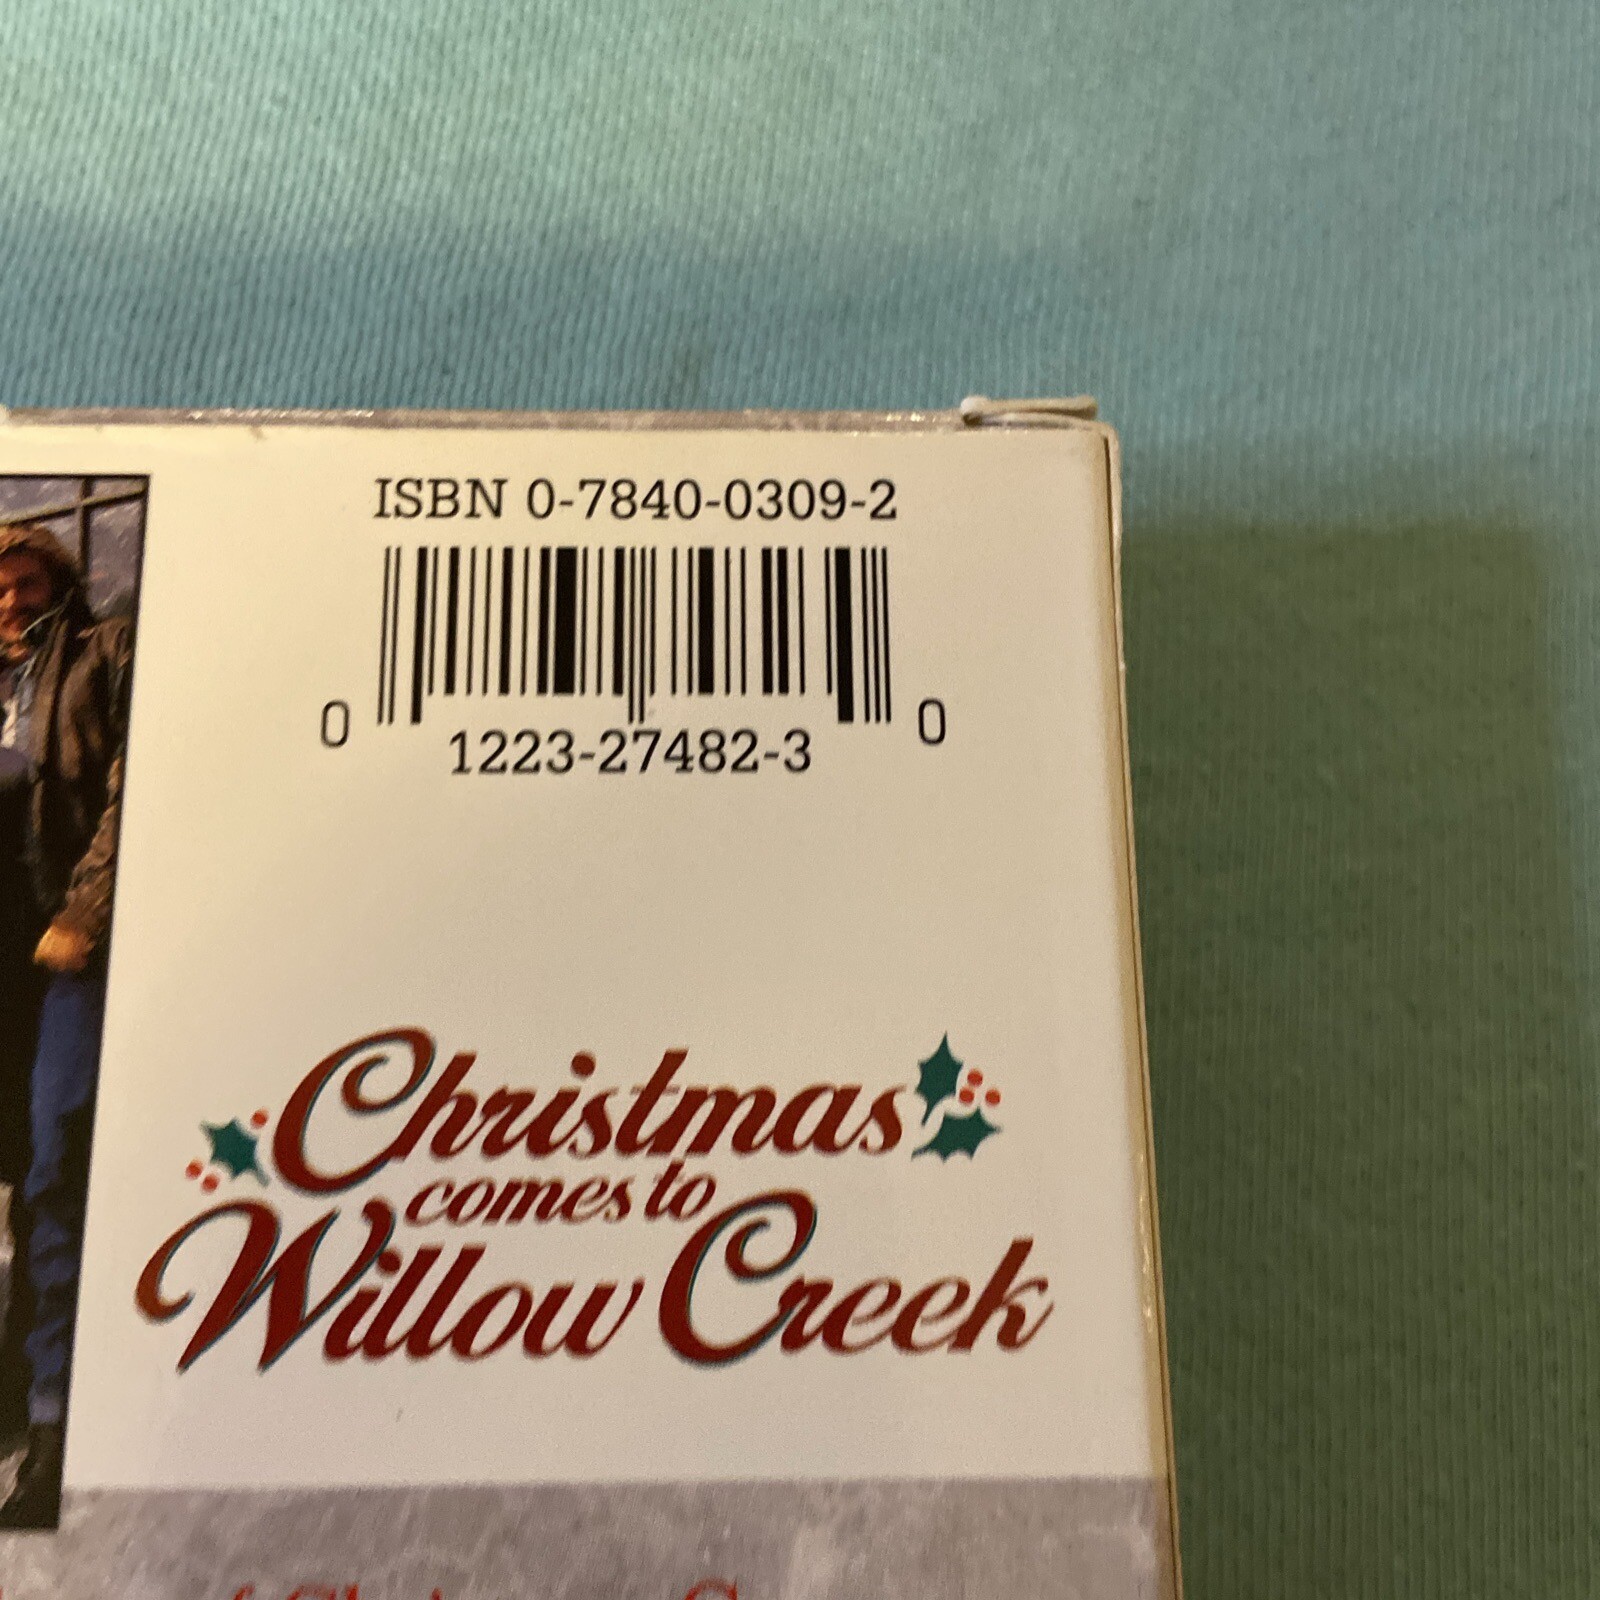 ISBN 0-7840-0309-2
0 1223-27482-3 0
Christmas
comes to
Willow Creek